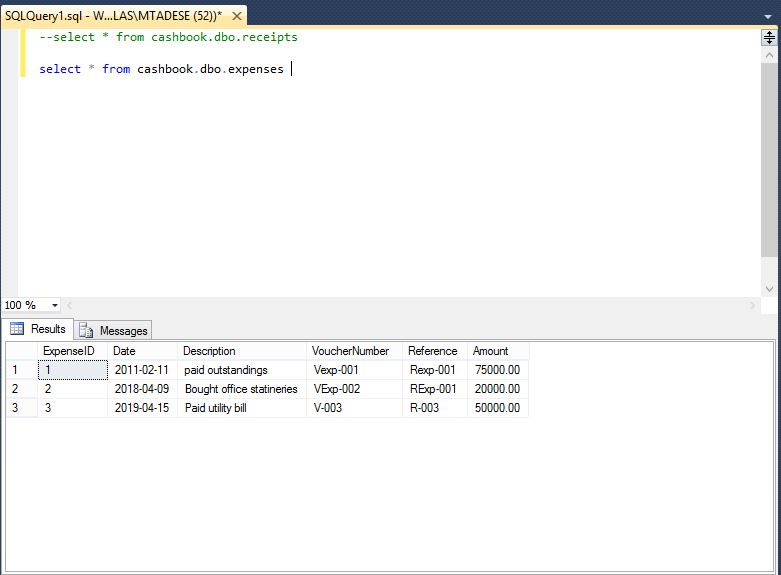 SQLQuery1.sql - W...LAS\MTADESE (52))*
--select * from cashbook.dbo.receipts
select * from cashbook.dbo.expenses
100 %
Results Messages
ExpenseID Date Description VoucherNumber Reference Amount
1 1 2011-02-11 paid outstandings Vexp-001 Rexp-001 75000.00
2 2 2018-04-09 Bought office statineries VExp-002 RExp-001 20000.00
3 3 2019-04-15 Paid utility bill V-003 R-003 50000.00